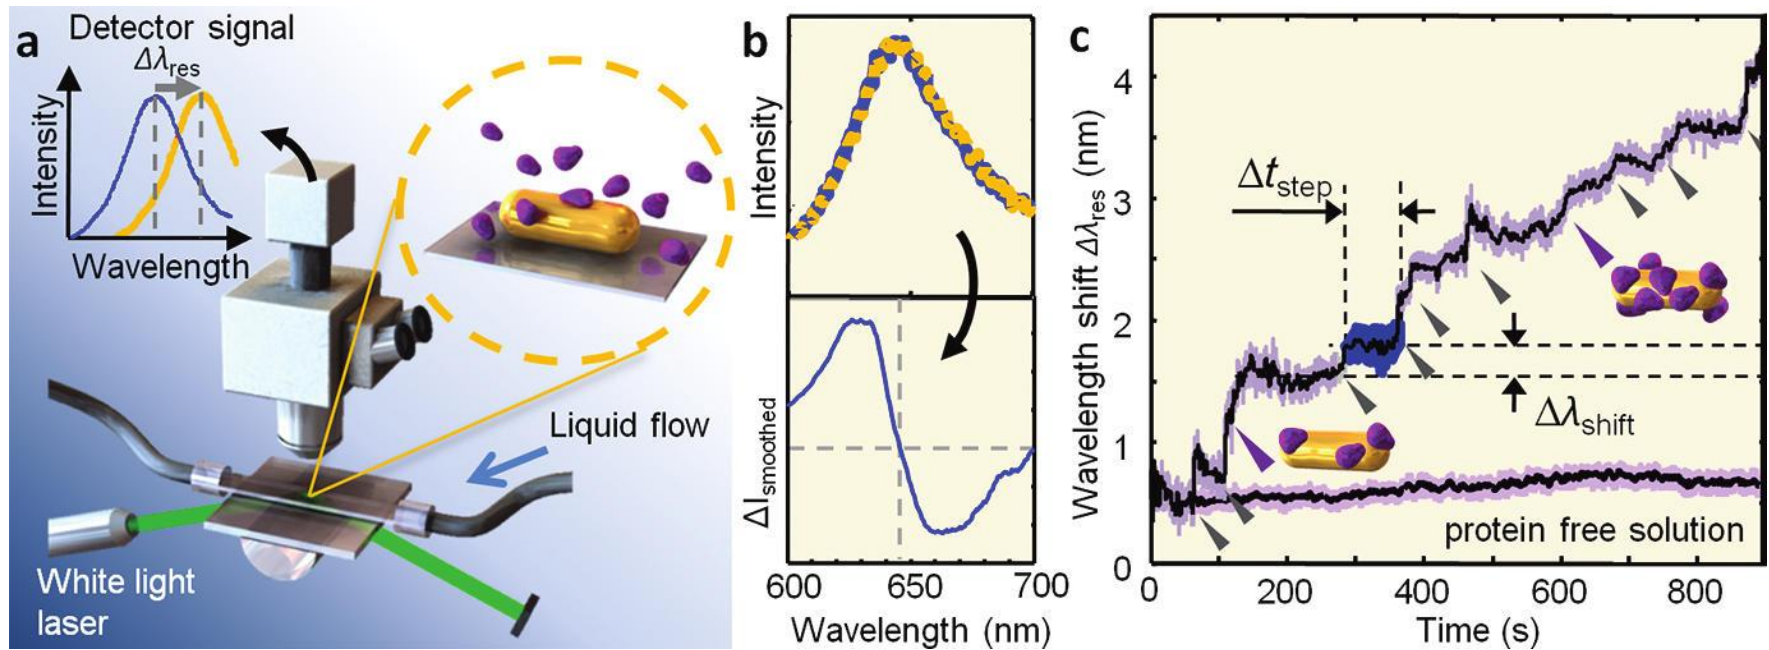 a
Detector signal
Δλres
Intensity
Wavelength
Liquid flow
White light
laser
b
Intensity
ΔIsmoothed
600
650
700
Wavelength (nm)
c
Wavelength shift Δλres (nm)
4
3
2
1
0
Δtstep
Δλshift
protein free solution
0
200
400
600
800
Time (s)